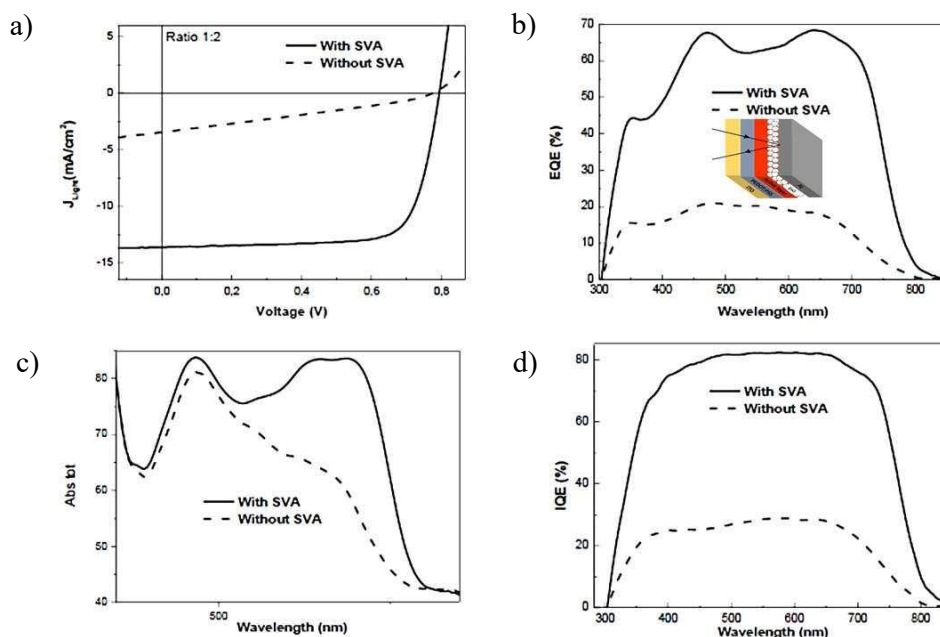 a)
Ratio 1:2
With SVA
Without SVA
5
0
-5
-10
-15
J_Light(mA/cm²)
0,0
0,2
0,4
0,6
0,8
Voltage (V)
b)
70
60
50
40
30
20
10
0
EQE (%)
With SVA
Without SVA
300
400
500
600
700
800
Wavelength (nm)
c)
80
70
60
50
40
Abs tot
With SVA
Without SVA
500
Wavelength (nm)
d)
80
60
40
20
0
IQE (%)
With SVA
Without SVA
300
400
500
600
700
800
Wavelength (nm)